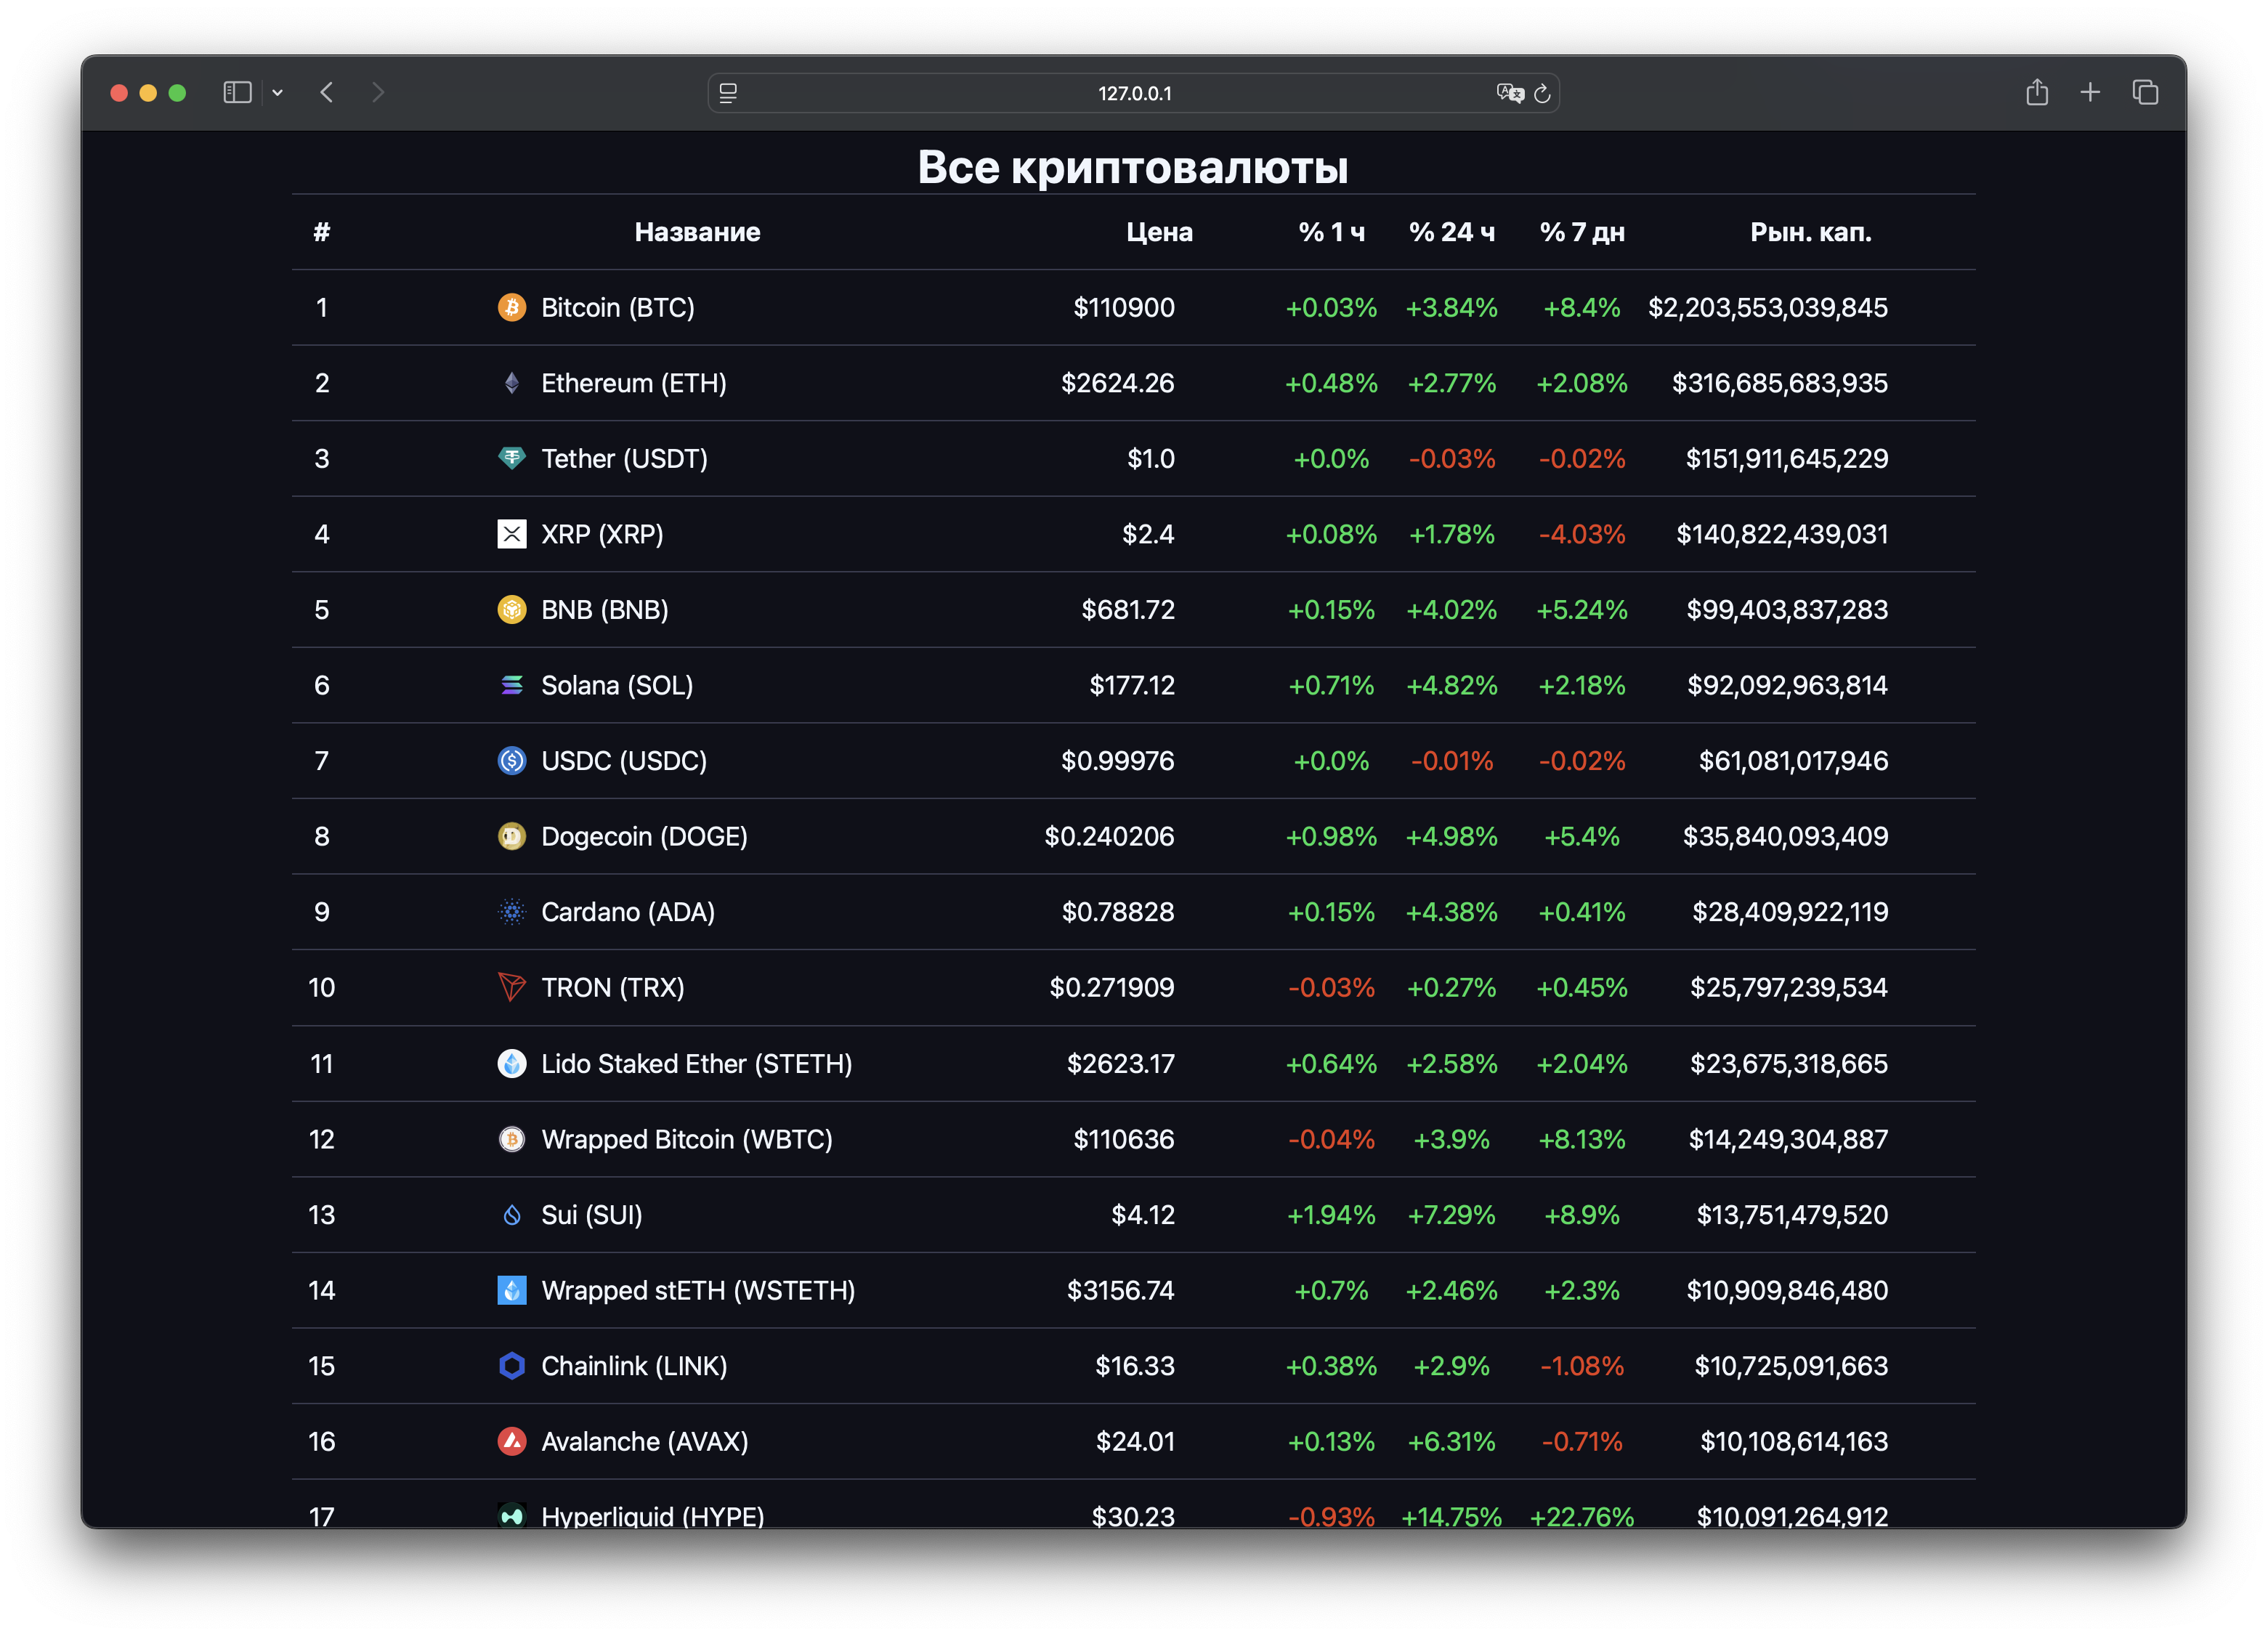 127.0.0.1
Все криптовалюты
# Название Цена % 1 ч % 24 ч % 7 дн Рын. кап.
1 Bitcoin (BTC) $110900 +0.03% +3.84% +8.4% $2,203,553,039,845
2 Ethereum (ETH) $2624.26 +0.48% +2.77% +2.08% $316,685,683,935
3 Tether (USDT) $1.0 +0.0% -0.03% -0.02% $151,911,645,229
4 XRP (XRP) $2.4 +0.08% +1.78% -4.03% $140,822,439,031
5 BNB (BNB) $681.72 +0.15% +4.02% +5.24% $99,403,837,283
6 Solana (SOL) $177.12 +0.71% +4.82% +2.18% $92,092,963,814
7 USDC (USDC) $0.99976 +0.0% -0.01% -0.02% $61,081,017,946
8 Dogecoin (DOGE) $0.240206 +0.98% +4.98% +5.4% $35,840,093,409
9 Cardano (ADA) $0.78828 +0.15% +4.38% +0.41% $28,409,922,119
10 TRON (TRX) $0.271909 -0.03% +0.27% +0.45% $25,797,239,534
11 Lido Staked Ether (STETH) $2623.17 +0.64% +2.58% +2.04% $23,675,318,665
12 Wrapped Bitcoin (WBTC) $110636 -0.04% +3.9% +8.13% $14,249,304,887
13 Sui (SUI) $4.12 +1.94% +7.29% +8.9% $13,751,479,520
14 Wrapped stETH (WSTETH) $3156.74 +0.7% +2.46% +2.3% $10,909,846,480
15 Chainlink (LINK) $16.33 +0.38% +2.9% -1.08% $10,725,091,663
16 Avalanche (AVAX) $24.01 +0.13% +6.31% -0.71% $10,108,614,163
17 Hyperliquid (HYPE) $30.23 -0.93% +14.75% +22.76% $10,091,264,912